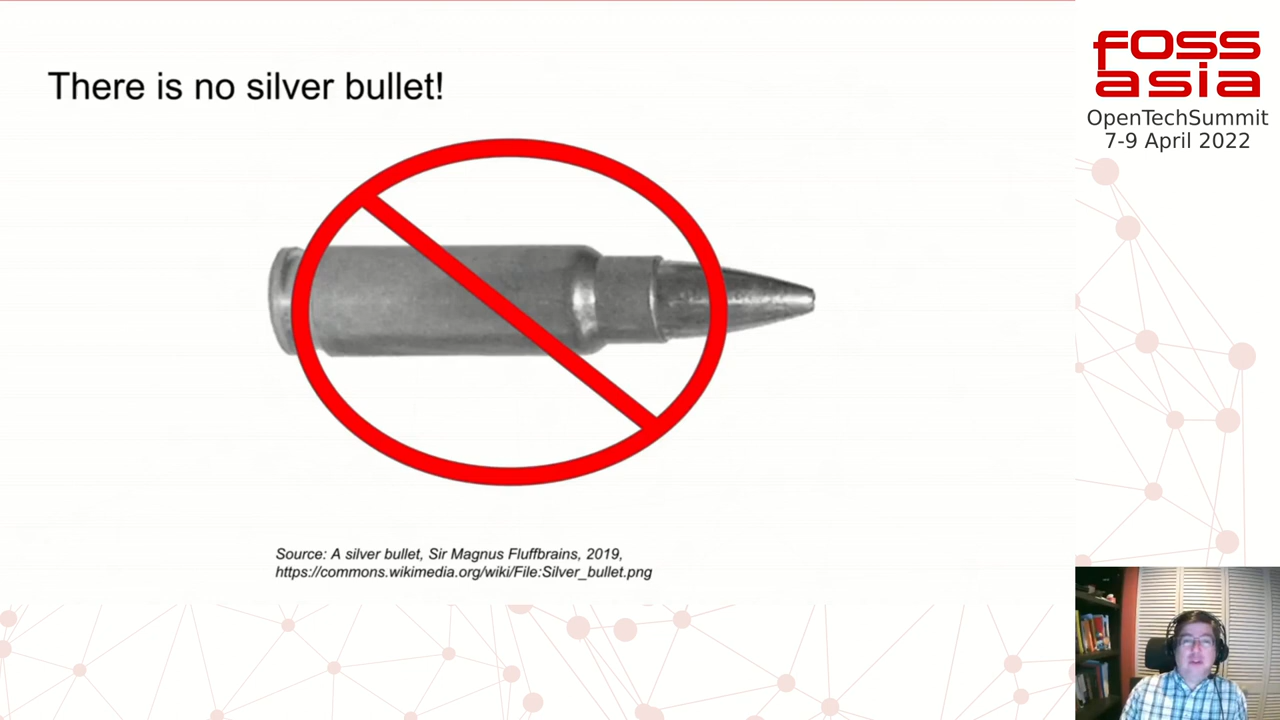 There is no silver bullet!
Source: A silver bullet, Sir Magnus Fluffbrains, 2019,
https://commons.wikimedia.org/wiki/File:Silver_bullet.png
foss
asia
OpenTechSummit
7-9 April 2022